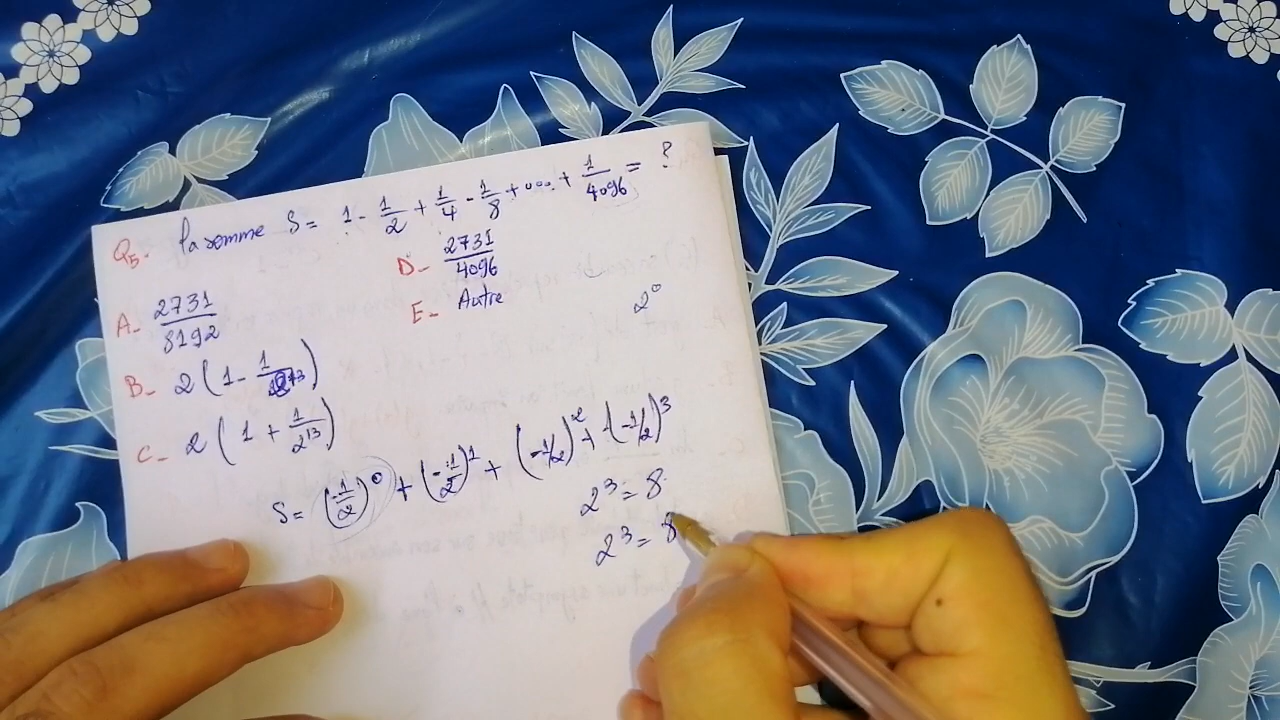 Q5. la somme S = 1 - 1/2 + 1/4 - 1/8 + ... + 1/4096 = ?
A- 2731/8192
D- 2731/4096
E- Autre
2^0
B- 2(1 - 1/2^13)
C- 2(1 + 1/2^13)
S = (-1/2)^0 + (-1/2)^1 + (-1/2)^2 + (-1/2)^3
2^3 = 8
2^3 = 8